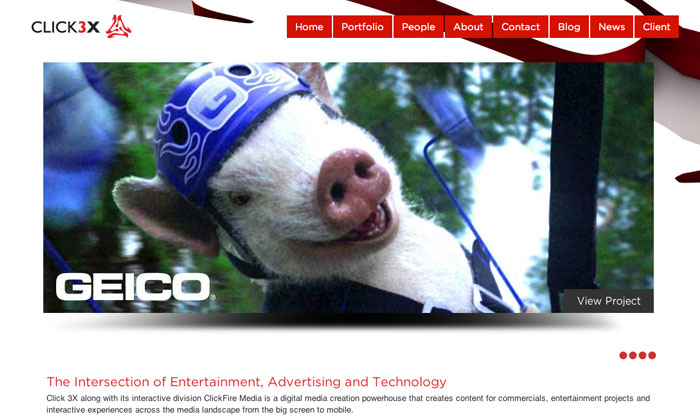 CLICK3X
Home Portfolio People About Contact Blog News Client
G
GEICO®
View Project
The Intersection of Entertainment, Advertising and Technology
Click 3X along with its interactive division ClickFire Media is a digital media creation powerhouse that creates content for commercials, entertainment projects and
interactive experiences across the media landscape from the big screen to mobile.